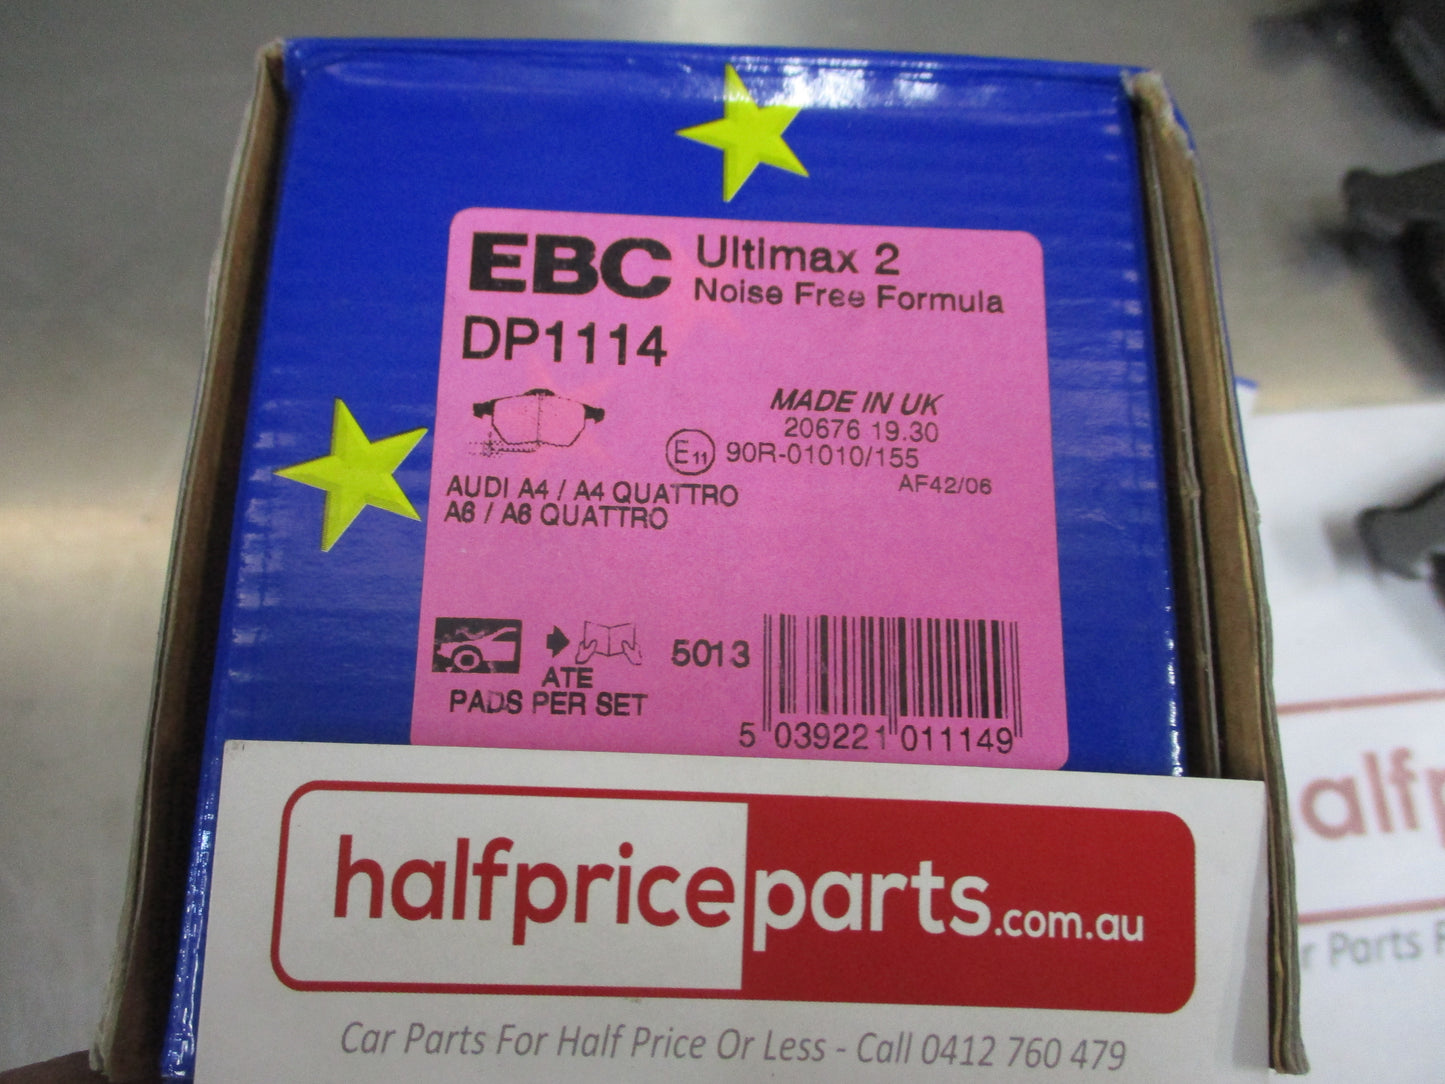 EBC Ultimax 2
Noise Free Formula
DP1114
MADE IN UK
20676 19.30
E11 90R-01010/155
AF42/06
AUDI A4 / A4 QUATTRO
A6 / A6 QUATTRO
ATE
PADS PER SET
5013
5 039221 011149
halfpriceparts.com.au
Car Parts For Half Price Or Less - Call 0412 760 479
Parts